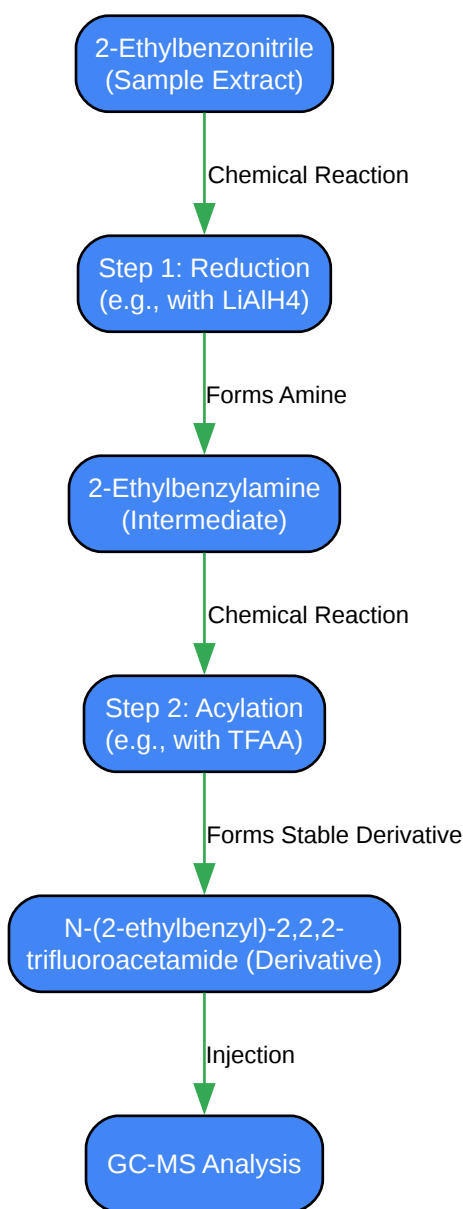 2-Ethylbenzonitrile
(Sample Extract)
Chemical Reaction
Step 1: Reduction
(e.g., with LiAlH4)
Forms Amine
2-Ethylbenzylamine
(Intermediate)
Chemical Reaction
Step 2: Acylation
(e.g., with TFAA)
Forms Stable Derivative
N-(2-ethylbenzyl)-2,2,2-
trifluoroacetamide (Derivative)
Injection
GC-MS Analysis